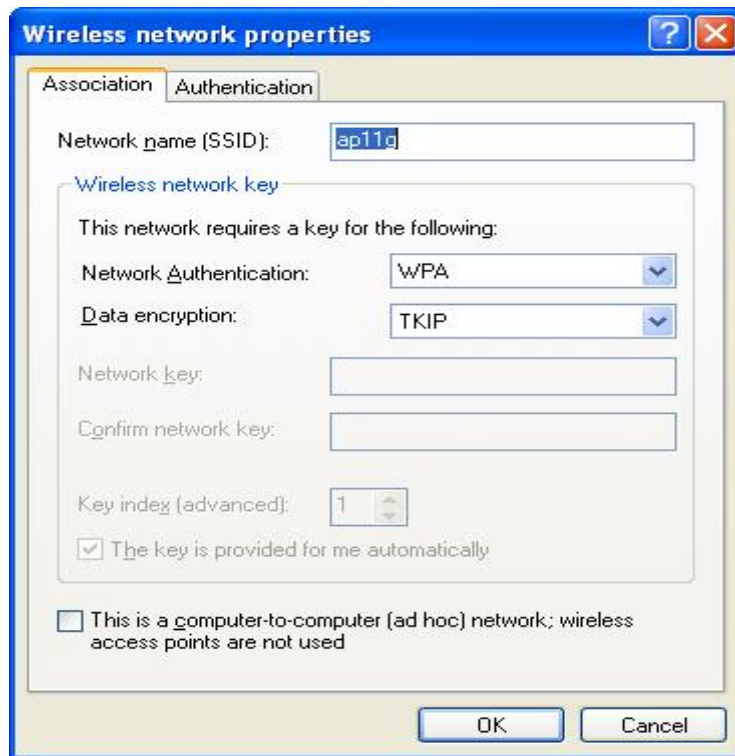 Wireless network properties
Association
Authentication
Network name (SSID):
ap11g
Wireless network key
This network requires a key for the following:
Network Authentication:
WPA
Data encryption:
TKIP
Network key:
Confirm network key:
Key index (advanced):
1
The key is provided for me automatically
This is a computer-to-computer (ad hoc) network; wireless
access points are not used
OK
Cancel